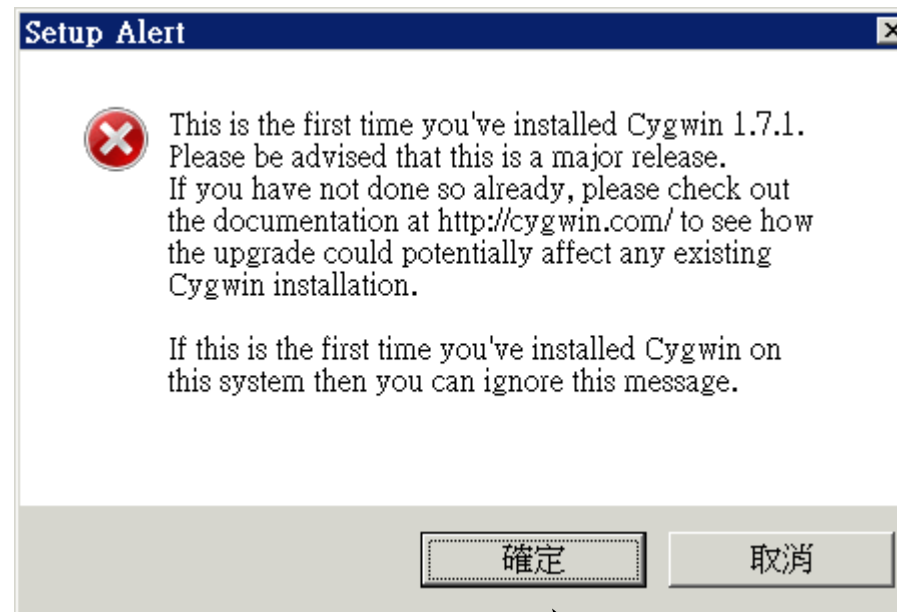 Setup Alert
This is the first time you've installed Cygwin 1.7.1.
Please be advised that this is a major release.
If you have not done so already, please check out
the documentation at http://cygwin.com/ to see how
the upgrade could potentially affect any existing
Cygwin installation.
If this is the first time you've installed Cygwin on
this system then you can ignore this message.
確定
取消